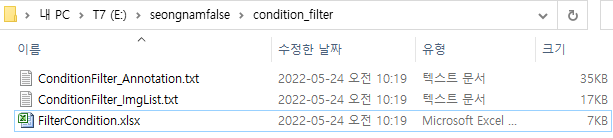 내 PC > T7 (E:) > seongnamfalse > condition_filter
이름 수정한 날짜 유형 크기
ConditionFilter_Annotation.txt 2022-05-24 오전 10:19 텍스트 문서 35KB
ConditionFilter_ImgList.txt 2022-05-24 오전 10:19 텍스트 문서 17KB
FilterCondition.xlsx 2022-05-24 오전 10:19 Microsoft Excel ... 7KB